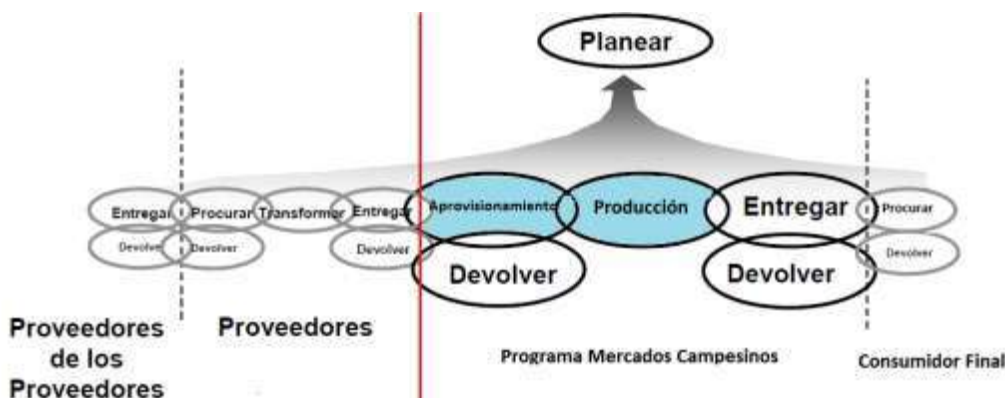 Planear
Entregar Procurar Transformar Entregar Aprovisionamiento Producción Entregar Procurar
Devolver Devolver Devolver Devolver Devolver Devolver
Proveedores de los Proveedores
Proveedores
Programa Mercados Campesinos
Consumidor Final